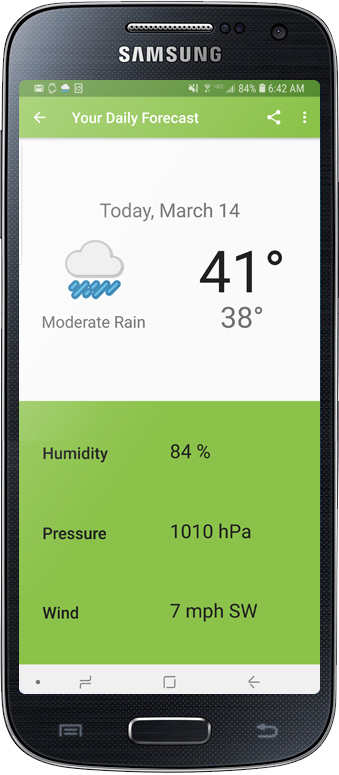 SAMSUNG
84% 6:42 AM
Your Daily Forecast
Today, March 14
41°
38°
Moderate Rain
Humidity 84 %
Pressure 1010 hPa
Wind 7 mph SW